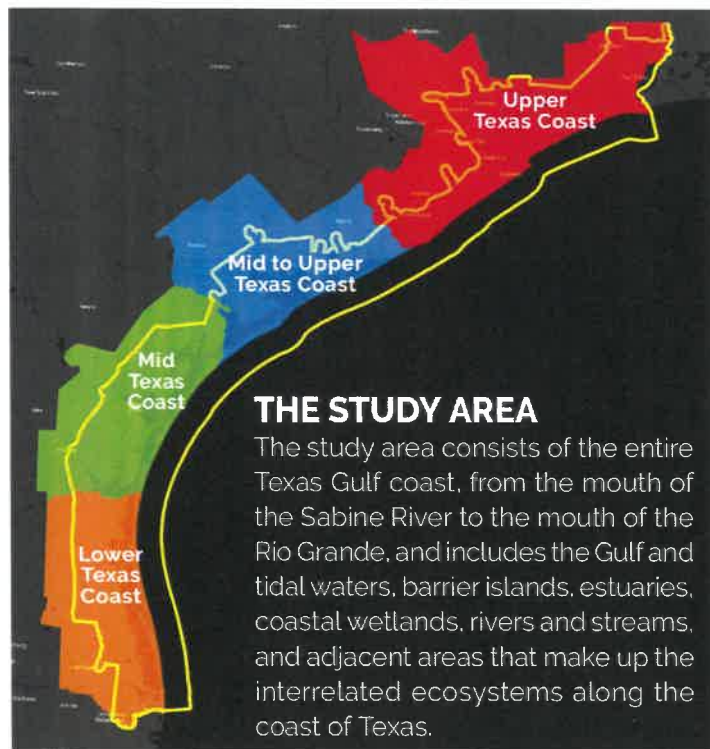 Upper
Texas Coast
Mid to Upper
Texas Coast
Mid
Texas
Coast
Lower
Texas
Coast
THE STUDY AREA
The study area consists of the entire
Texas Gulf coast, from the mouth of
the Sabine River to the mouth of the
Rio Grande, and includes the Gulf and
tidal waters, barrier islands, estuaries,
coastal wetlands, rivers and streams,
and adjacent areas that make up the
interrelated ecosystems along the
coast of Texas.